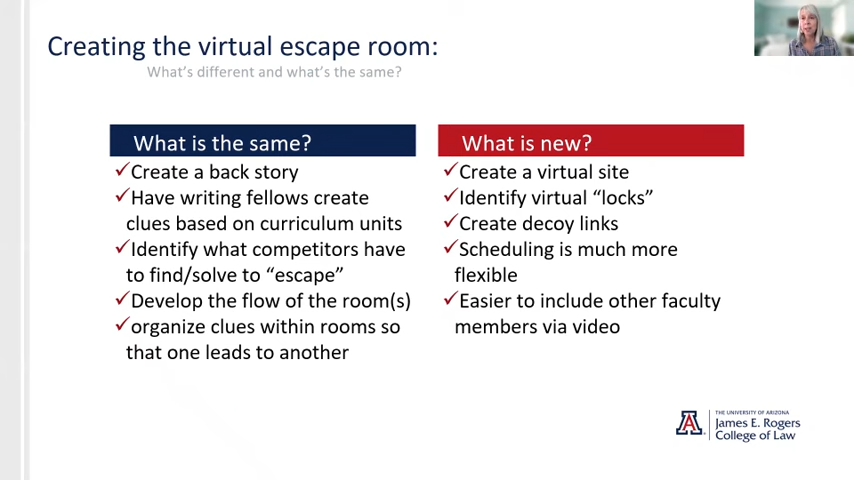 Creating the virtual escape room:
What's different and what's the same?
What is the same?
✓Create a back story
✓Have writing fellows create
clues based on curriculum units
✓Identify what competitors have
to find/solve to “escape”
✓Develop the flow of the room(s)
✓organize clues within rooms so
that one leads to another
What is new?
✓Create a virtual site
✓Identify virtual “locks”
✓Create decoy links
✓Scheduling is much more
flexible
✓Easier to include other faculty
members via video
A
THE UNIVERSITY OF ARIZONA
James E. Rogers
College of Law